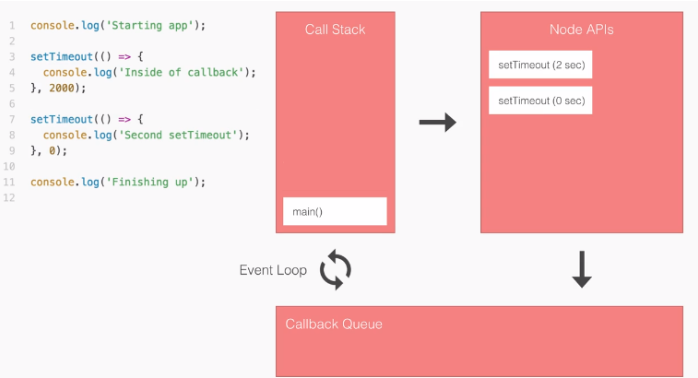 1 console.log('Starting app');
2
3 setTimeout(() => {
4   console.log('Inside of callback');
5 }, 2000);
6
7 setTimeout(() => {
8   console.log('Second setTimeout');
9 }, 0);
10
11 console.log('Finishing up');
12
Call Stack
main()
Node APIs
setTimeout (2 sec)
setTimeout (0 sec)
Event Loop
Callback Queue